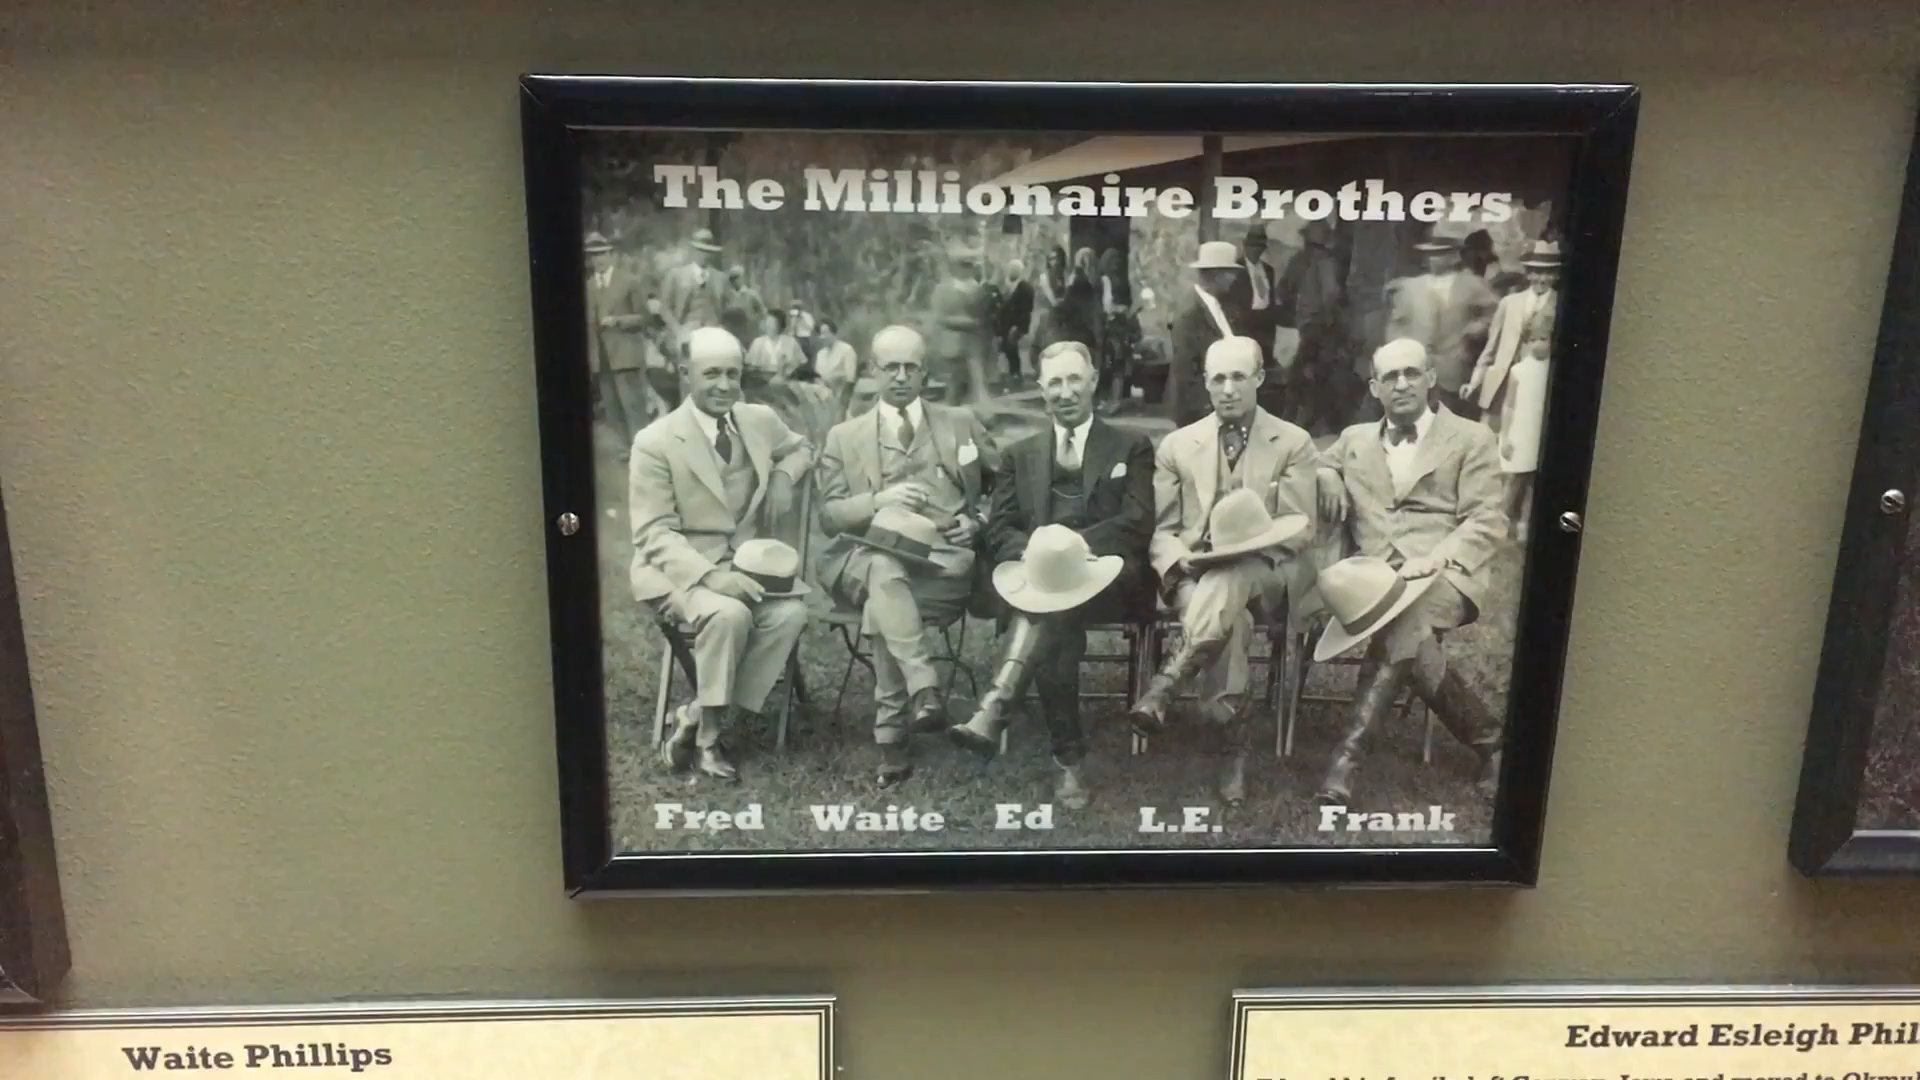 The Millionaire Brothers
Fred Waite Ed L.E. Frank
Waite Phillips
Edward Esleigh Phil